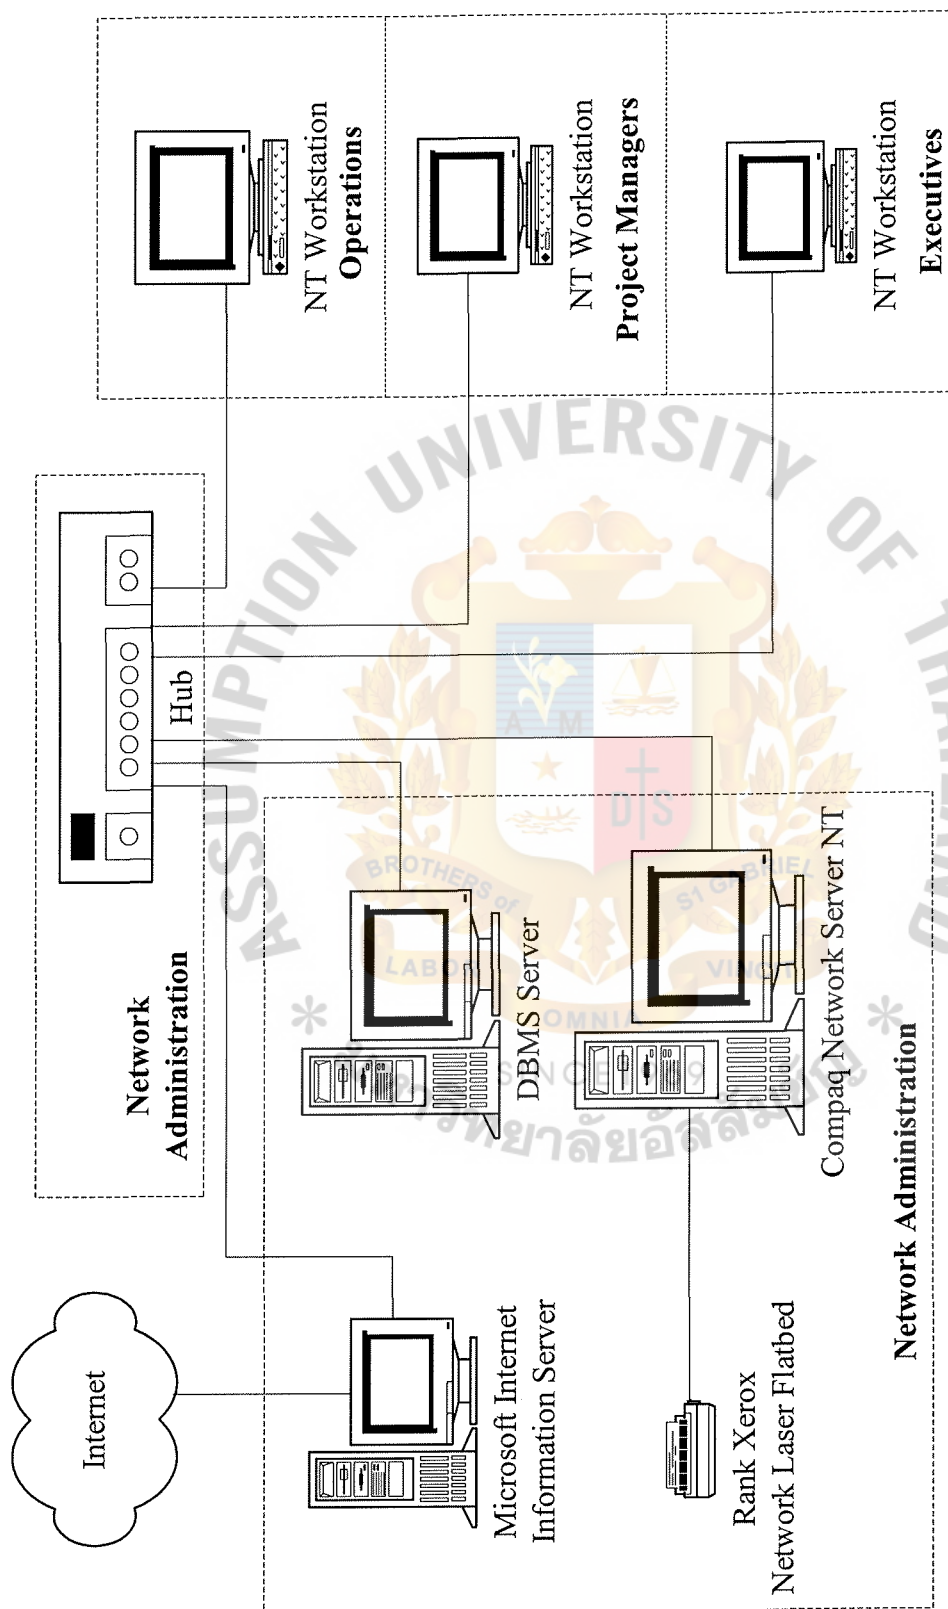 Internet
Network
Administration
Hub
NT Workstation
Operations
NT Workstation
Project Managers
NT Workstation
Executives
Microsoft Internet
Information Server
DBMS Server
Compaq Network Server NT
Rank Xerox
Network Laser Flatbed
Network Administration
ASSUMPTION UNIVERSITY OF THAILAND
A M
D S
BROTHERS of
ST GABRIEL
LABOR
OMNIA
VINCIT